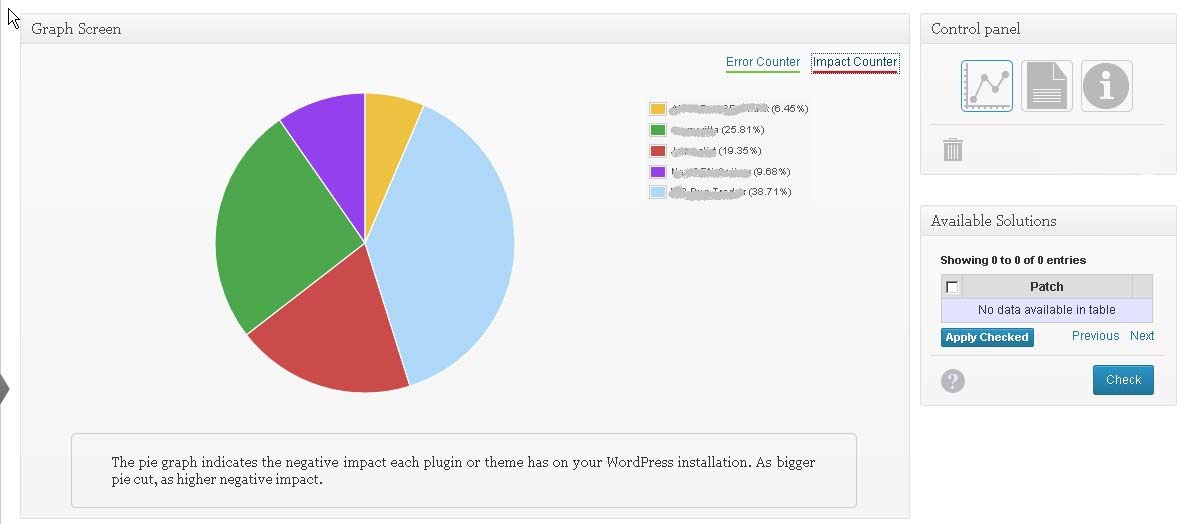 Graph Screen
Error Counter Impact Counter
(6.45%)
(25.81%)
(19.35%)
(9.68%)
(38.71%)
The pie graph indicates the negative impact each plugin or theme has on your WordPress installation. As bigger
pie cut, as higher negative impact.
Control panel
Available Solutions
Showing 0 to 0 of 0 entries
Patch
No data available in table
Apply Checked Previous Next
? Check